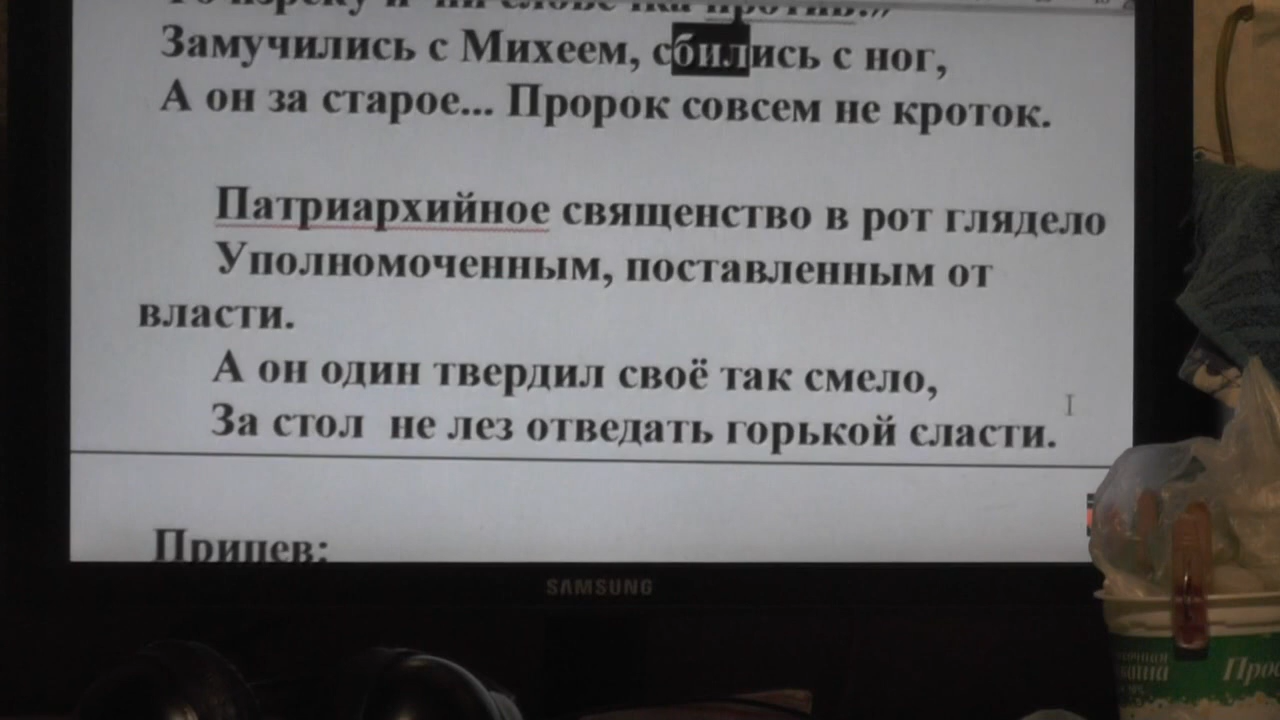 Замучились с Михеем, сбились с ног,
А он за старое... Пророк совсем не кроток.
Патриархийное священство в рот глядело
Уполномоченным, поставленным от
власти.
А он один твердил своё так смело,
За стол не лез отведать горькой сласти.
Припев:
SAMSUNG